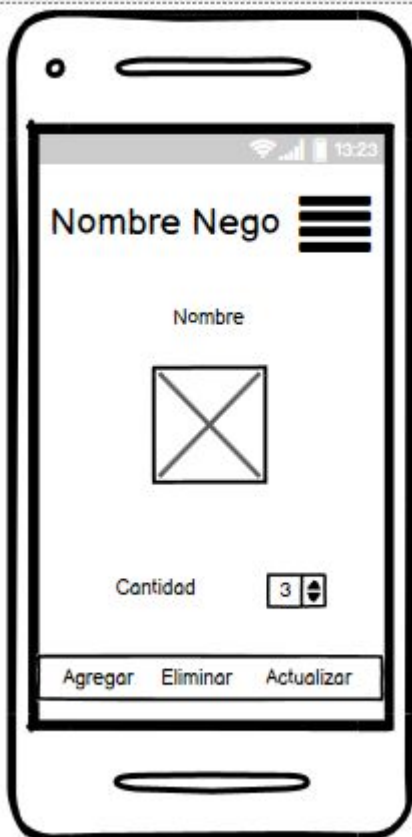 13:23
Nombre Nego
Nombre
Cantidad 3
Agregar Eliminar Actualizar